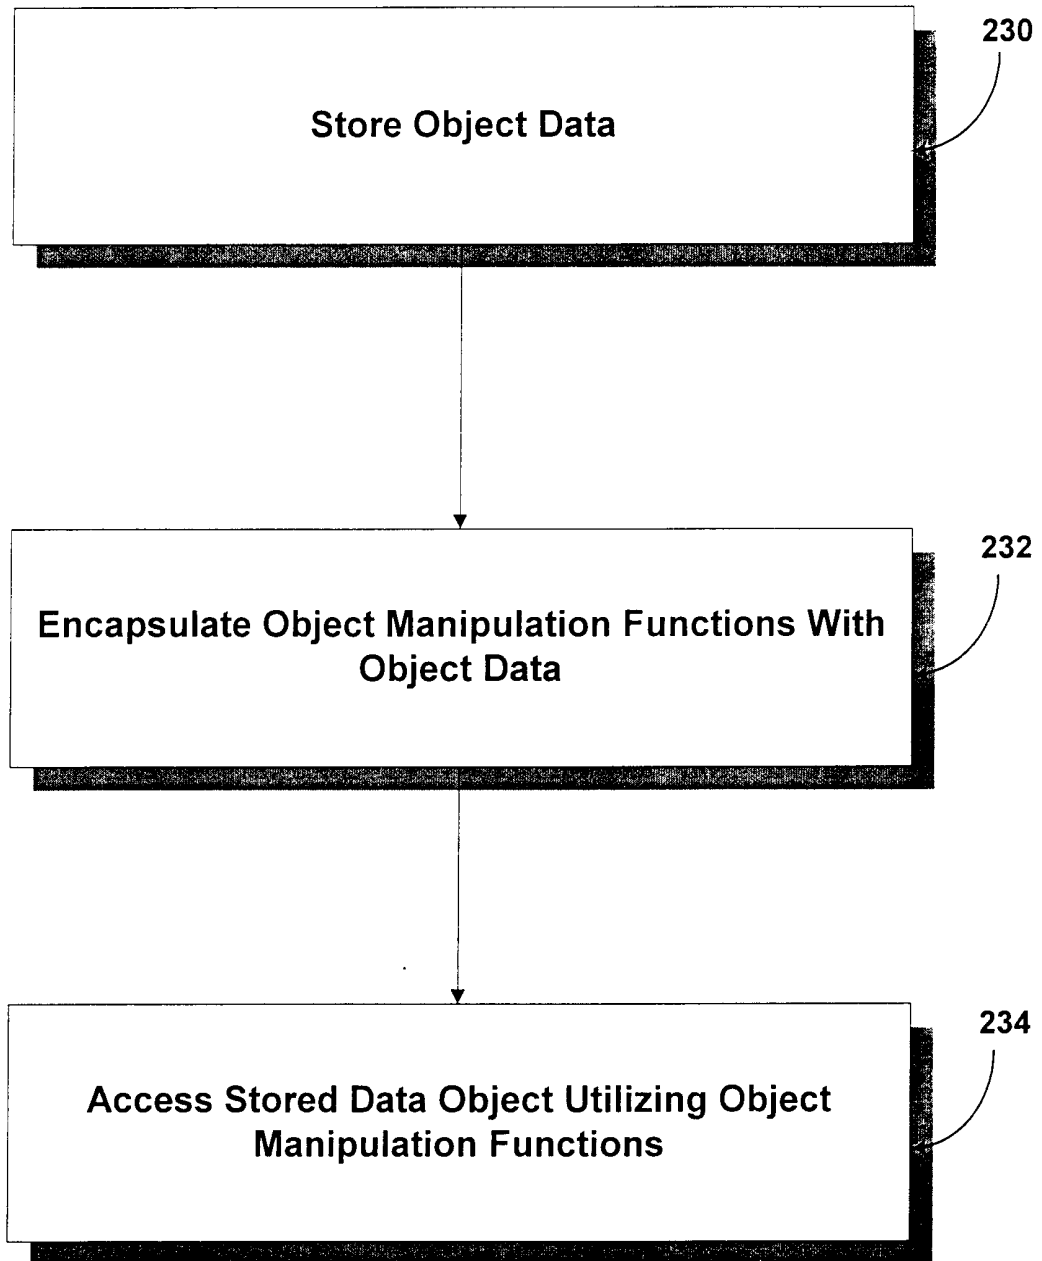 230
Store Object Data
232
Encapsulate Object Manipulation Functions With
Object Data
234
Access Stored Data Object Utilizing Object
Manipulation Functions